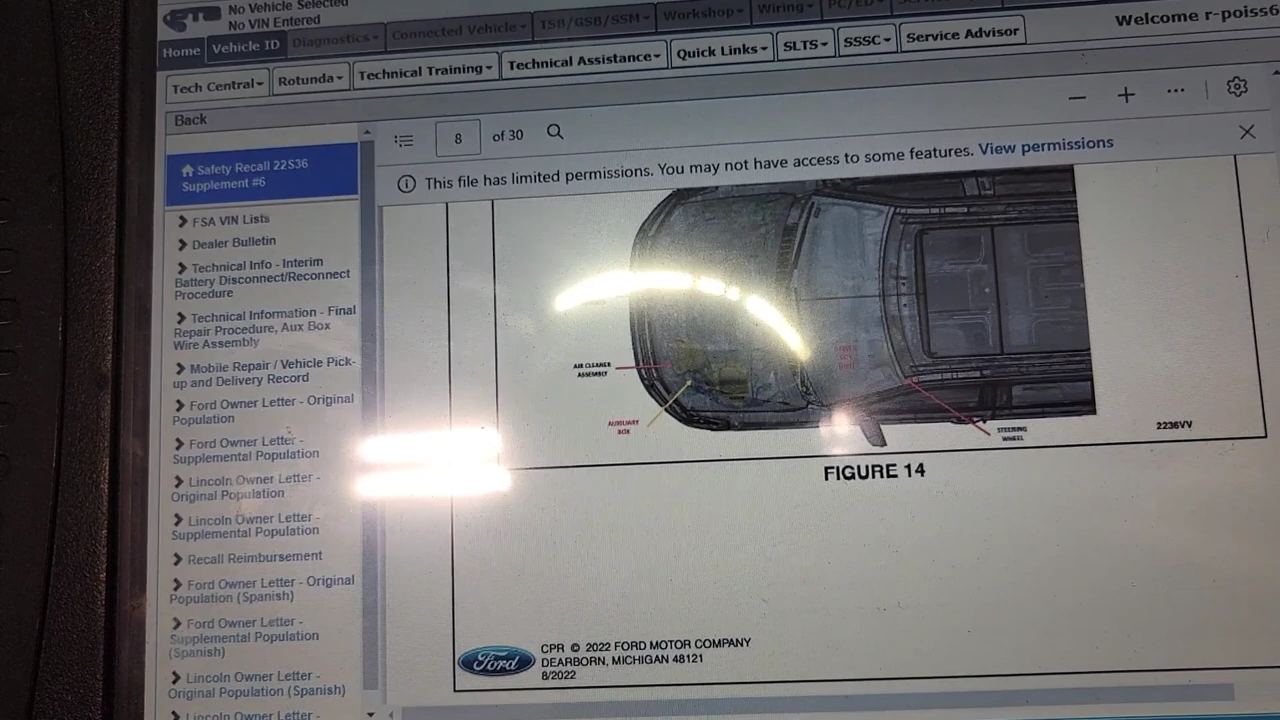 No Vehicle Selected
No VIN Entered
Home
Vehicle ID
Diagnostics
Connected Vehicle
TSB/GSB/SSM
Workshop
Wiring
PC/ED
Welcome r-poiss6
Tech Central
Rotunda
Technical Training
Technical Assistance
Quick Links
SLTS
SSSC
Service Advisor
Back
8 of 30
This file has limited permissions. You may not have access to some features. View permissions
Safety Recall 22S36
Supplement #6
FSA VIN Lists
Dealer Bulletin
Technical Info - Interim
Battery Disconnect/Reconnect
Procedure
Technical Information - Final
Repair Procedure, Aux Box
Wire Assembly
Mobile Repair / Vehicle Pick-
up and Delivery Record
Ford Owner Letter - Original
Population
Ford Owner Letter -
Supplemental Population
Lincoln Owner Letter -
Original Population
Lincoln Owner Letter -
Supplemental Population
Recall Reimbursement
Ford Owner Letter - Original
Population (Spanish)
Ford Owner Letter -
Supplemental Population
(Spanish)
Lincoln Owner Letter -
Original Population (Spanish)
Lincoln Owner Letter -
AIR CLEANER
ASSEMBLY
AUXILIARY
BOX
STEERING
WHEEL
2236VV
FIGURE 14
Ford
CPR © 2022 FORD MOTOR COMPANY
DEARBORN, MICHIGAN 48121
8/2022